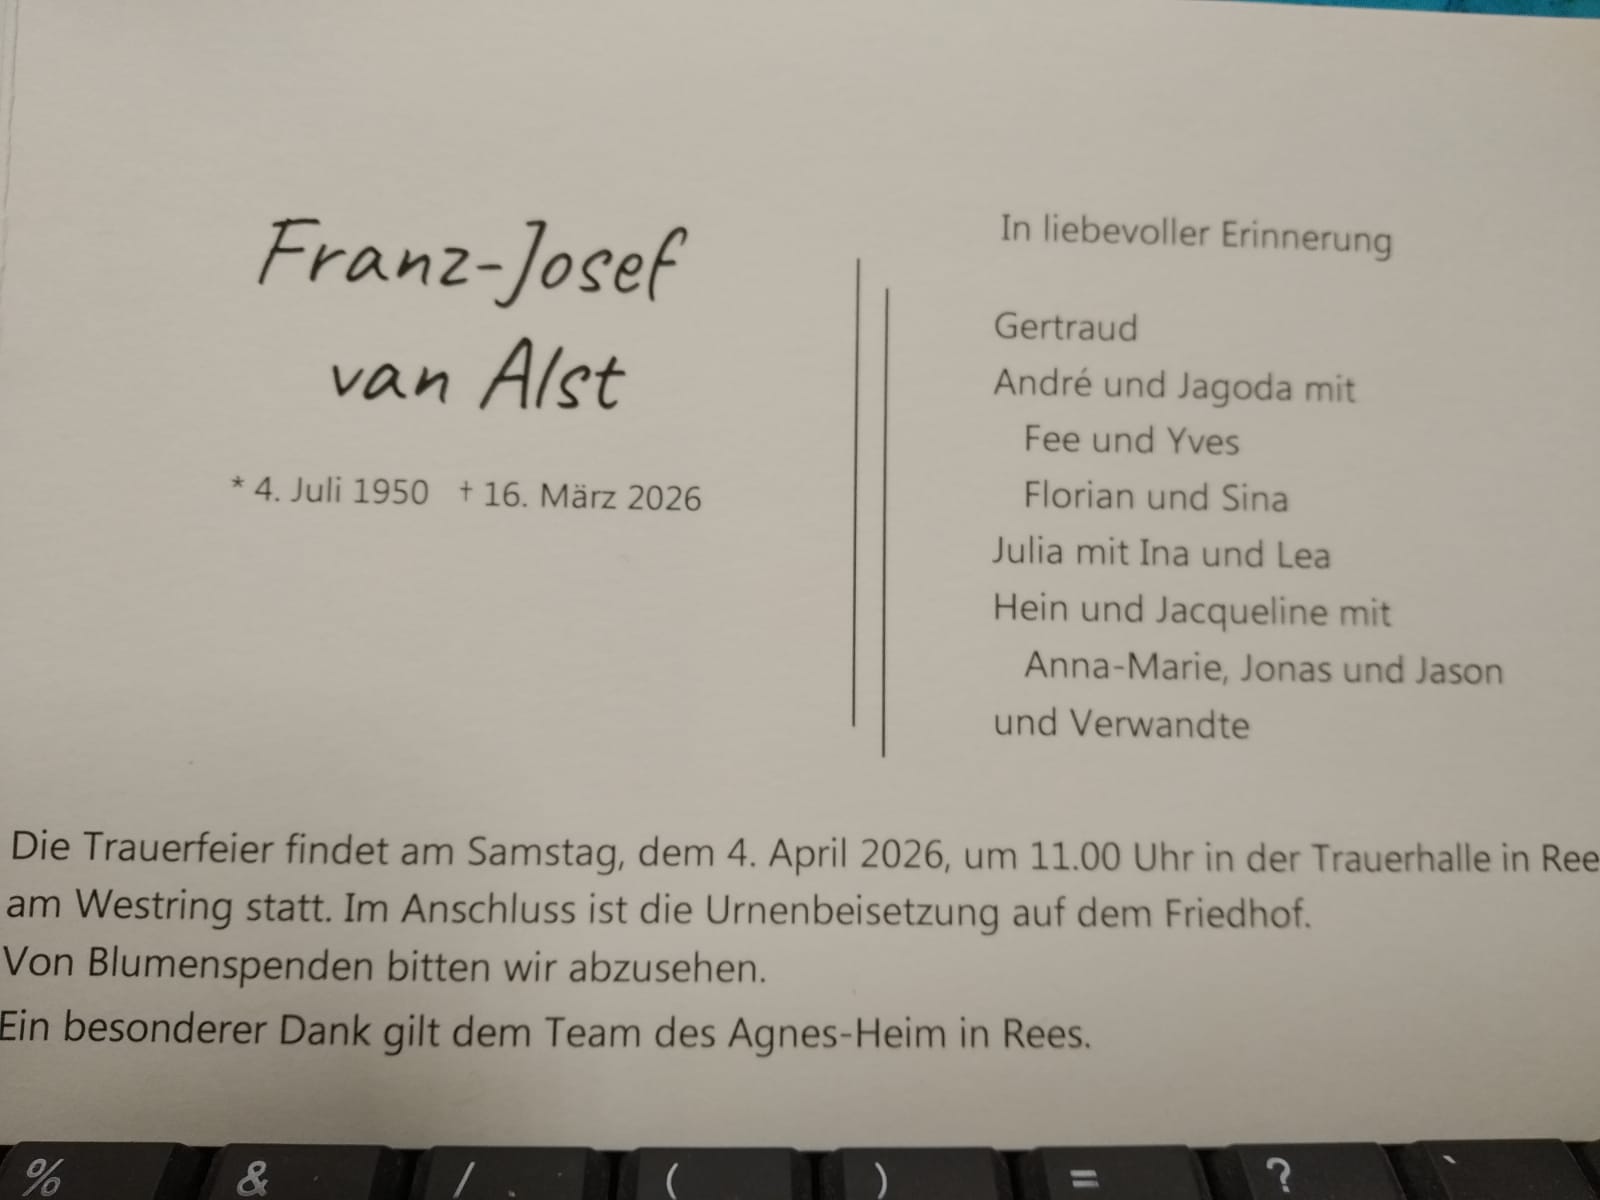 Franz-Josef
van Alst
* 4. Juli 1950 † 16. März 2026
In liebevoller Erinnerung
Gertraud
André und Jagoda mit
Fee und Yves
Florian und Sina
Julia mit Ina und Lea
Hein und Jacqueline mit
Anna-Marie, Jonas und Jason
und Verwandte
Die Trauerfeier findet am Samstag, dem 4. April 2026, um 11.00 Uhr in der Trauerhalle in Ree
am Westring statt. Im Anschluss ist die Urnenbeisetzung auf dem Friedhof.
Von Blumenspenden bitten wir abzusehen.
Ein besonderer Dank gilt dem Team des Agnes-Heim in Rees.
% & / ( ) = ? `